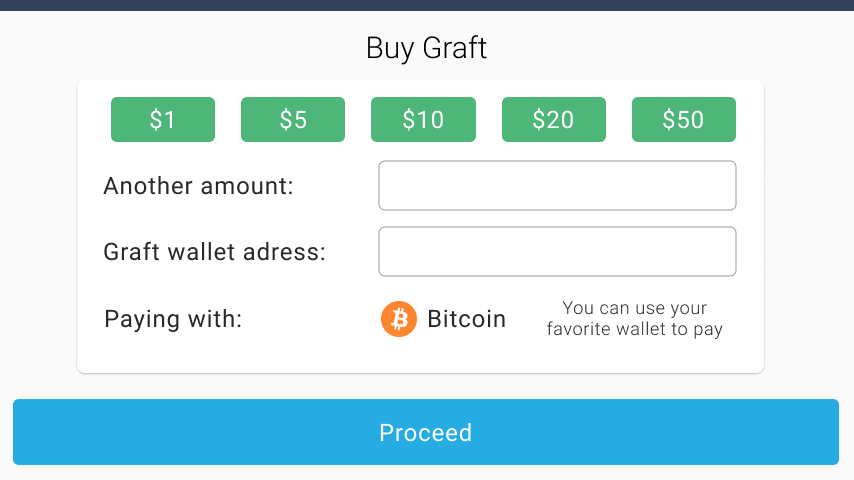 Buy Graft
$1 $5 $10 $20 $50
Another amount:
Graft wallet adress:
Paying with: Bitcoin
You can use your
favorite wallet to pay
Proceed